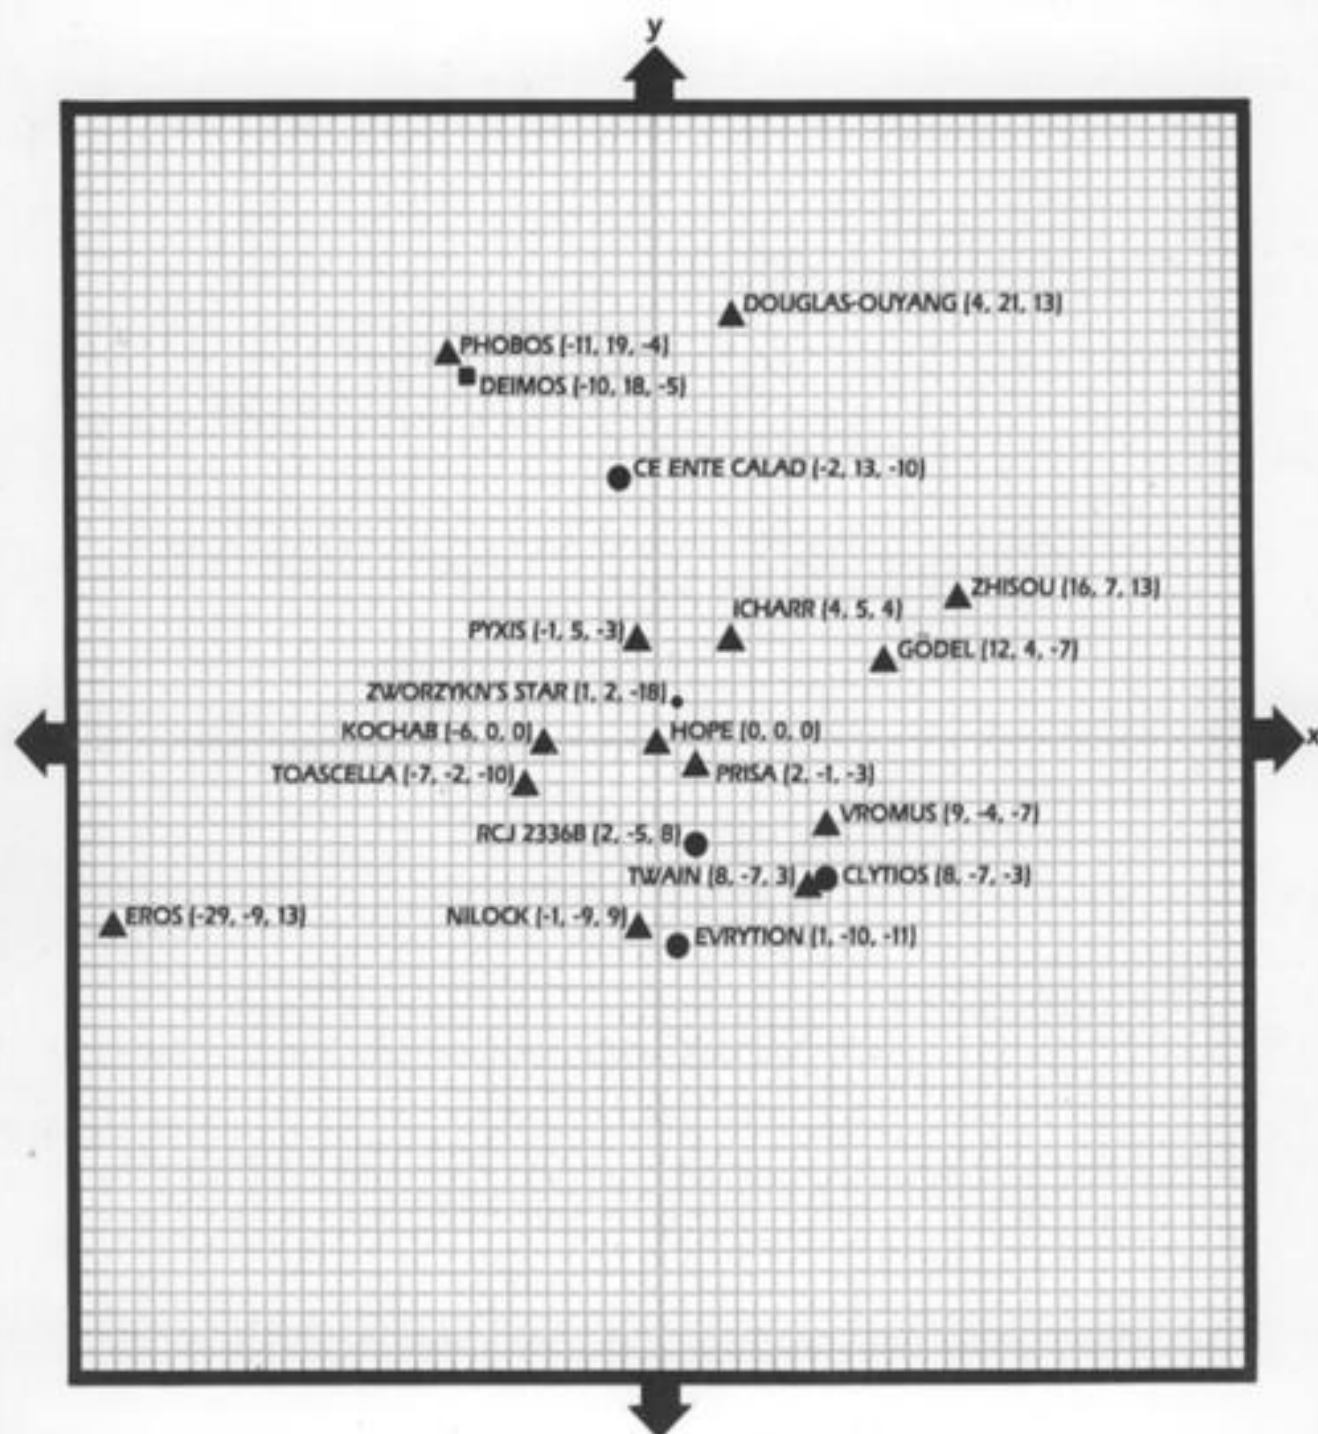 y
DOUGLAS-OUYANG (4, 21, 13)
PHOBOS (-11, 19, -4)
DEIMOS (-10, 18, -5)
CE ENTE CALAD (-2, 13, -10)
ZHISOU (16, 7, 13)
ICHARR (4, 5, 4)
PYXIS (-1, 5, -3)
GÖDEL (12, 4, -7)
ZWORZYKN'S STAR (1, 2, -18)
KOCHAB (-6, 0, 0)
HOPE (0, 0, 0)
x
TOASCELLA (-7, -2, -10)
PRISA (2, -1, -3)
VROMUS (9, -4, -7)
RCJ 2336B (2, -5, 8)
TWAIN (8, -7, 3)
CLYTIOS (8, -7, -3)
EROS (-29, -9, 13)
NILOCK (-1, -9, 9)
EVRYTION (1, -10, -11)